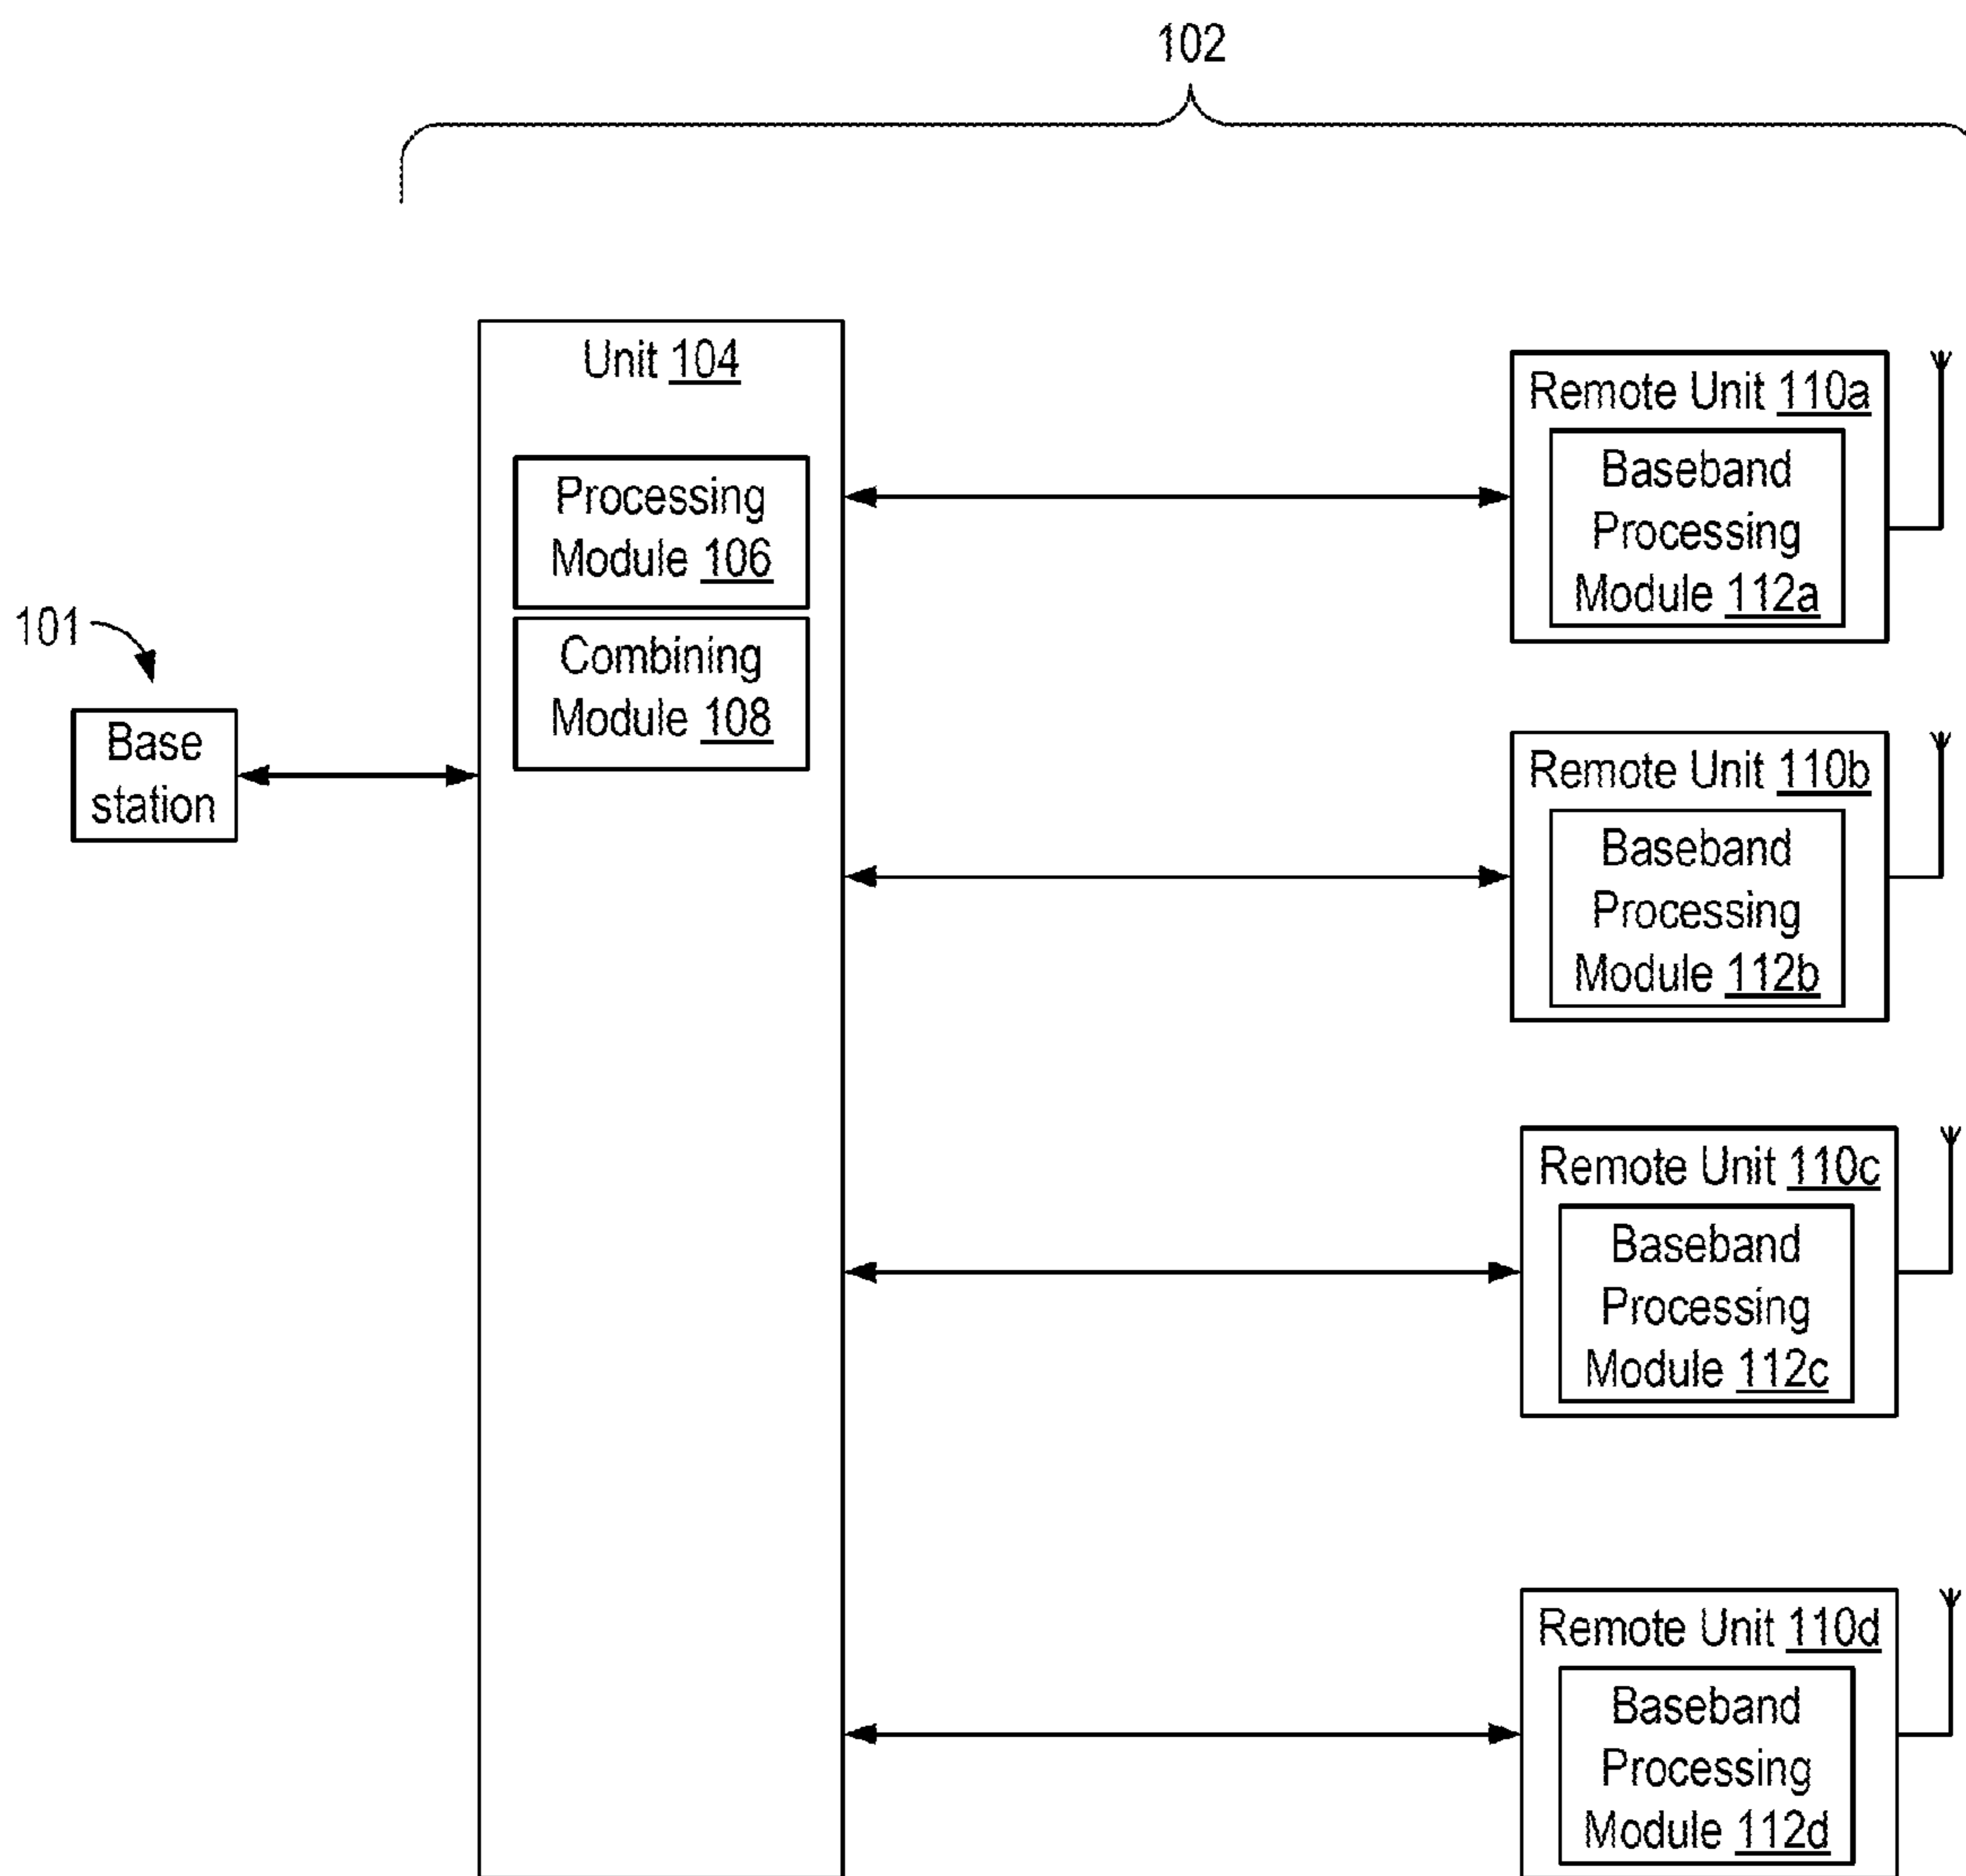 102
Unit 104
Processing
Module 106
Combining
Module 108
101
Base
station
Remote Unit 110a
Baseband
Processing
Module 112a
Remote Unit 110b
Baseband
Processing
Module 112b
Remote Unit 110c
Baseband
Processing
Module 112c
Remote Unit 110d
Baseband
Processing
Module 112d